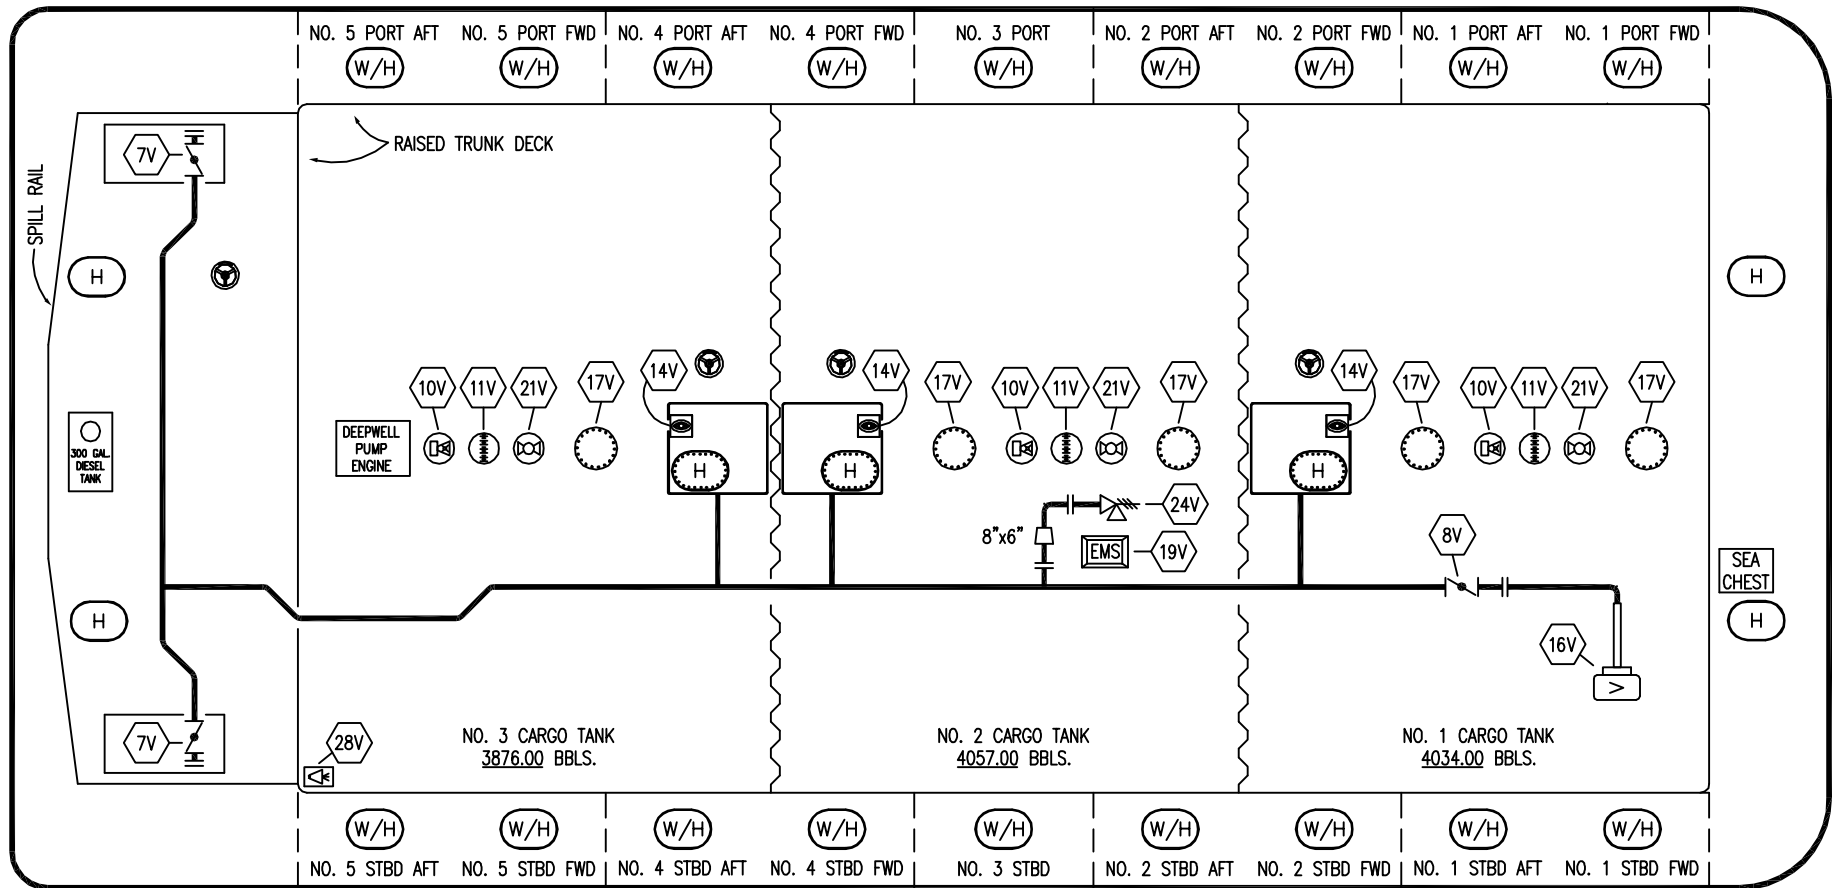 NO. 5 PORT AFT NO. 5 PORT FWD NO. 4 PORT AFT NO. 4 PORT FWD NO. 3 PORT NO. 2 PORT AFT NO. 2 PORT FWD NO. 1 PORT AFT NO. 1 PORT FWD
W/H W/H W/H W/H W/H W/H W/H W/H W/H
7V
RAISED TRUNK DECK
SPILL RAIL
H
H
10V 11V 21V 17V 14V 14V 17V 10V 11V 21V 17V 14V 17V 10V 11V 21V 17V
300 GAL.
DIESEL
TANK
DEEPWELL
PUMP
ENGINE
H H H
24V
8"x6"
EMS
19V
8V
SEA
CHEST
H
H
16V
>
7V
28V
NO. 3 CARGO TANK
3876.00 BBLS.
NO. 2 CARGO TANK
4057.00 BBLS.
NO. 1 CARGO TANK
4034.00 BBLS.
W/H W/H W/H W/H W/H W/H W/H W/H W/H
NO. 5 STBD AFT NO. 5 STBD FWD NO. 4 STBD AFT NO. 4 STBD FWD NO. 3 STBD NO. 2 STBD AFT NO. 2 STBD FWD NO. 1 STBD AFT NO. 1 STBD FWD